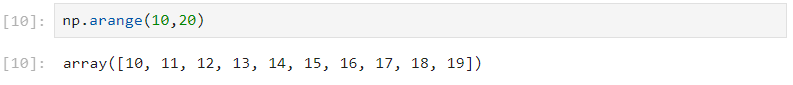 [10]: np.arange(10,20)
[10]: array([10, 11, 12, 13, 14, 15, 16, 17, 18, 19])